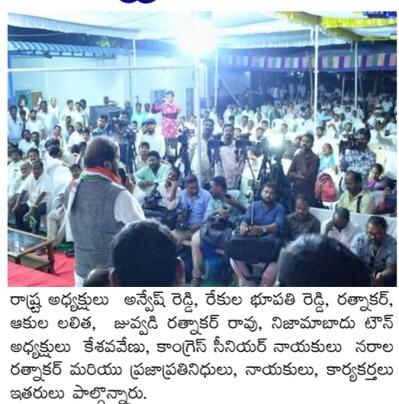 రాష్ట్ర అధ్యక్షులు అన్వేష్ రెడ్డి, రేకుల భూపతి రెడ్డి, రత్నాకర్,
ఆకుల లలిత, జువ్వడి రత్నాకర్ రావు, నిజామాబాదు టౌన్
అధ్యక్షులు కేశవవేణు, కాంగ్రెస్ సీనియర్ నాయకులు నరాల
రత్నాకర్ మరియు ప్రజాప్రతినిధులు, నాయకులు, కార్యకర్తలు
ఇతరులు పాల్గొన్నారు.